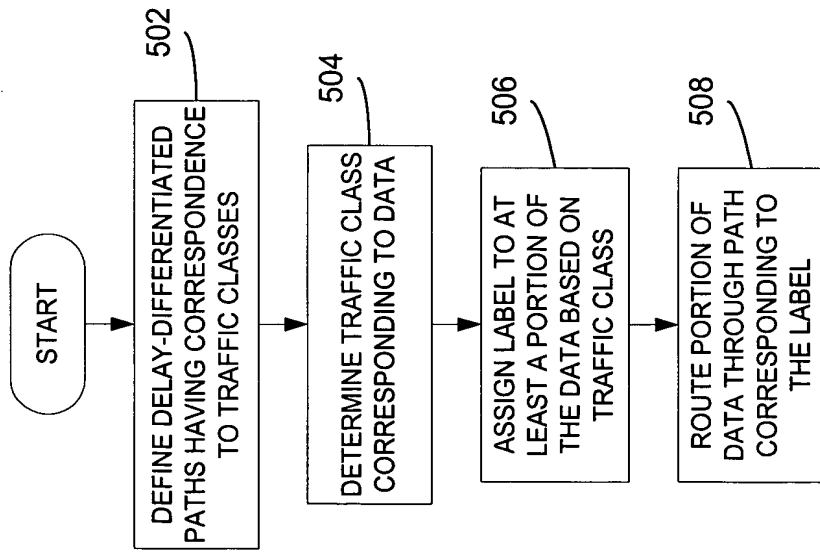 START
DEFINE DELAY-DIFFERENTIATED
PATHS HAVING CORRESPONDENCE
TO TRAFFIC CLASSES
502
DETERMINE TRAFFIC CLASS
CORRESPONDING TO DATA
504
ASSIGN LABEL TO AT
LEAST A PORTION OF
THE DATA BASED ON
TRAFFIC CLASS
506
ROUTE PORTION OF
DATA THROUGH PATH
CORRESPONDING TO
THE LABEL
508